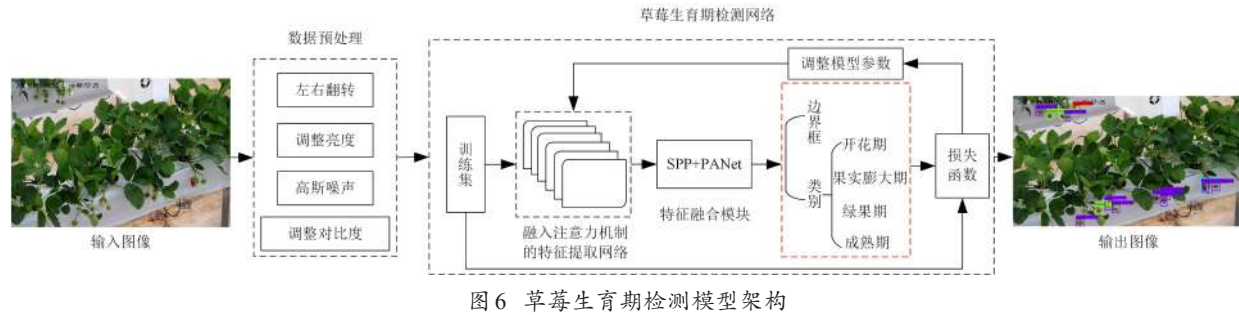 草莓生育期检测网络
数据预处理
左右翻转
调整亮度
高斯噪声
调整对比度
输入图像
训练集
融入注意力机制
的特征提取网络
SPP+PANet
特征融合模块
调整模型参数
边界框
类别
开花期
果实膨大期
绿果期
成熟期
损失
函数
输出图像
图6 草莓生育期检测模型架构